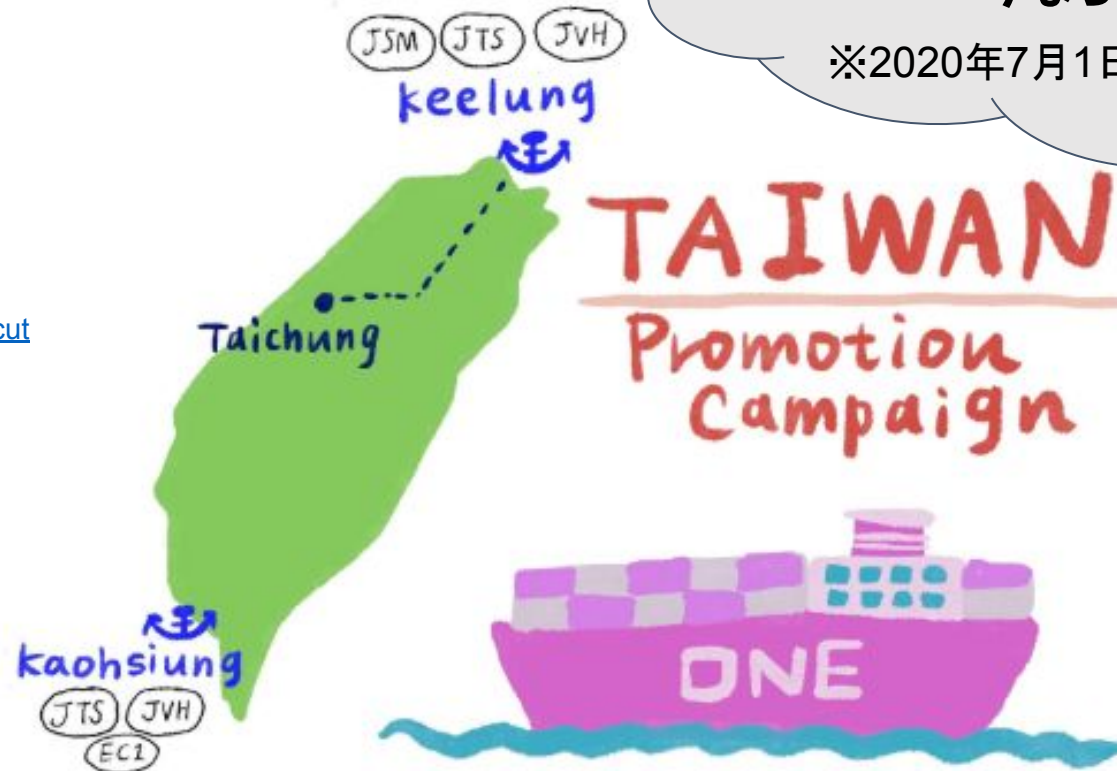 JSM JTS JVH
keelung
※2020年7月1日
TAIWAN
Promotion
Campaign
cut
Taichung
ONE
kaohsiung
JTS JVH
EC1